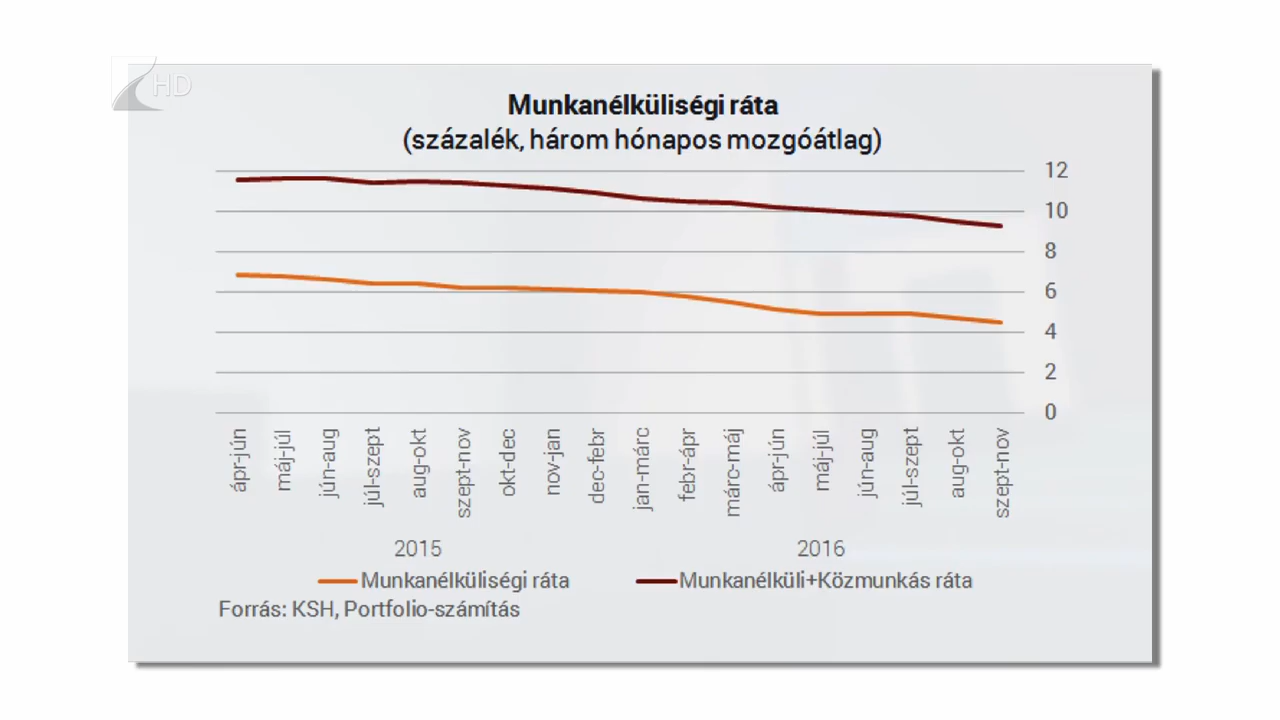 HD
Munkanélküliségi ráta
(százalék, három hónapos mozgóátlag)
12
10
8
6
4
2
0
ápr-jún
máj-júl
jún-aug
júl-szept
aug-okt
szept-nov
okt-dec
nov-jan
dec-febr
jan-márc
febr-ápr
márc-máj
ápr-jún
máj-júl
jún-aug
júl-szept
aug-okt
szept-nov
2015 2016
Munkanélküliségi ráta Munkanélküli+Közmunkás ráta
Forrás: KSH, Portfolio-számítás